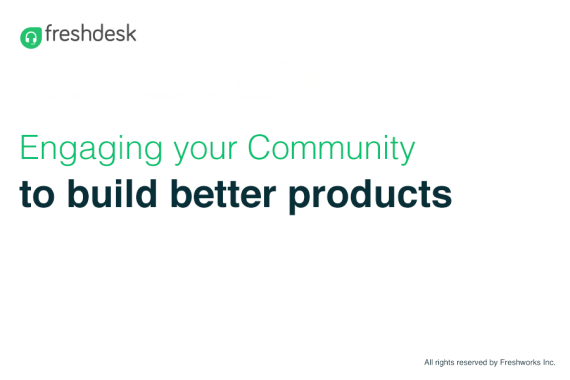 freshdesk
Engaging your Community
to build better products
All rights reserved by Freshworks Inc.